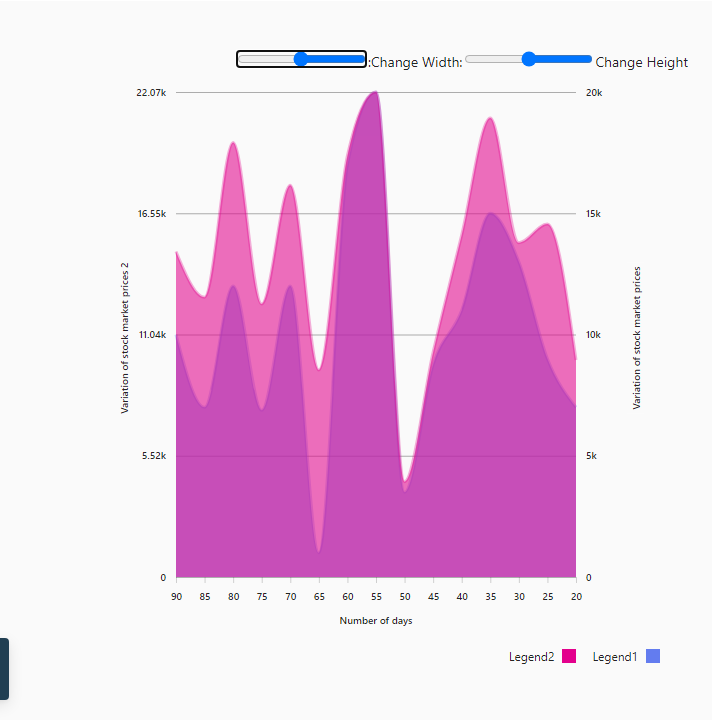 :Change Width: Change Height
22.07k 20k
16.55k 15k
11.04k 10k
5.52k 5k
0 0
Variation of stock market prices 2
Variation of stock market prices
90 85 80 75 70 65 60 55 50 45 40 35 30 25 20
Number of days
Legend2 Legend1